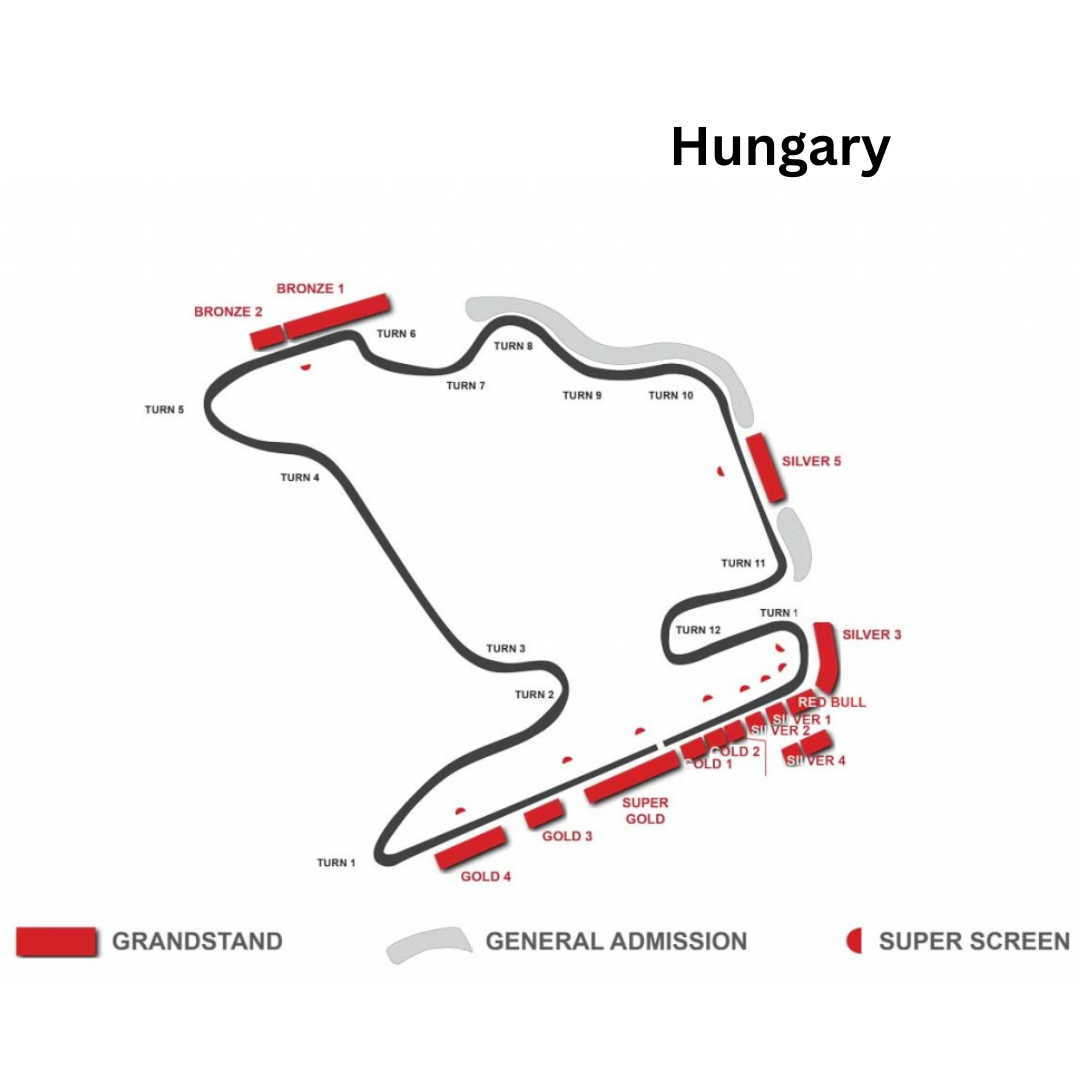 Hungary
BRONZE 1
BRONZE 2
TURN 6
TURN 8
TURN 7
TURN 9
TURN 10
TURN 5
SILVER 5
TURN 4
TURN 11
TURN 1
TURN 12
SILVER 3
TURN 3
TURN 2
RED BULL
SILVER 1
SILVER 2
GOLD 2
GOLD 1
SILVER 4
SUPER
GOLD
GOLD 3
TURN 1
GOLD 4
GRANDSTAND
GENERAL ADMISSION
SUPER SCREEN